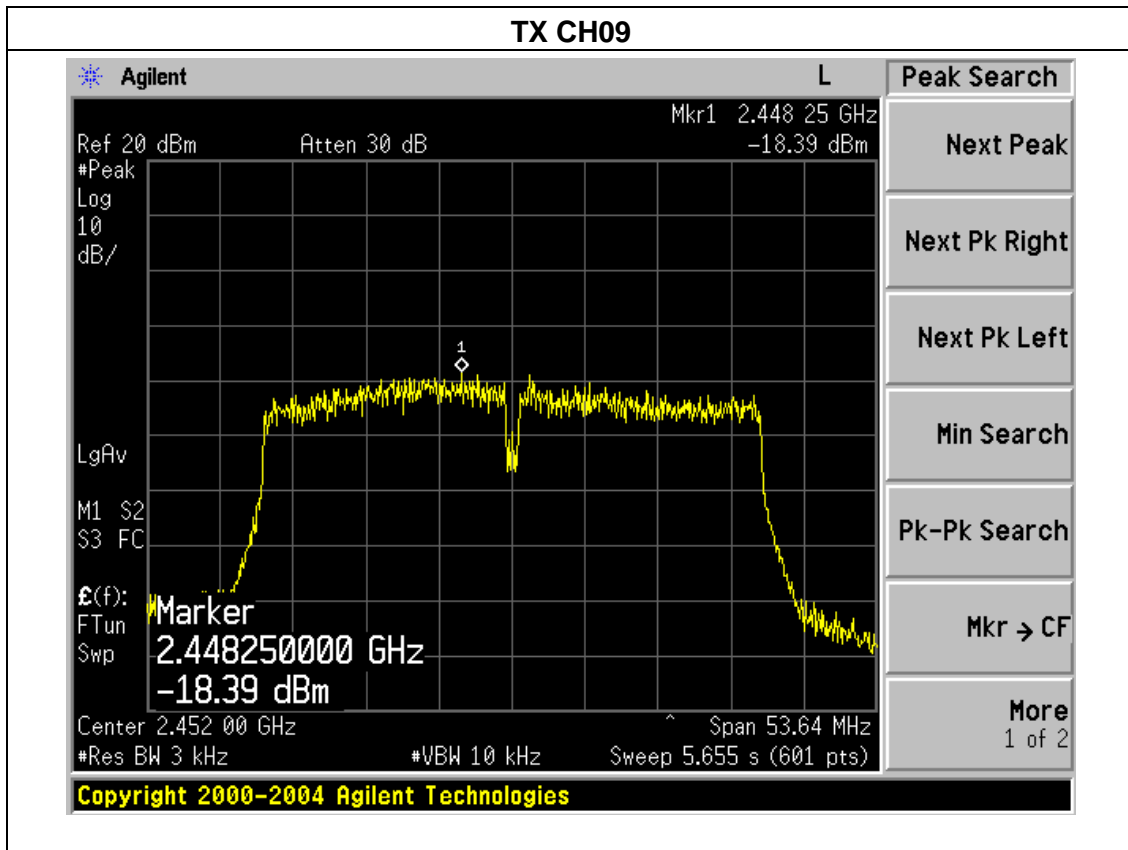 TX CH09
Agilent L Peak Search
Mkr1 2.448 25 GHz
Ref 20 dBm Atten 30 dB -18.39 dBm
#Peak
Log
10
dB/
1
LgAv
M1 S2
S3 FC
£(f):
FTun
Swp
Marker
2.448250000 GHz
-18.39 dBm
Center 2.452 00 GHz ^ Span 53.64 MHz
#Res BW 3 kHz #VBW 10 kHz Sweep 5.655 s (601 pts)
Copyright 2000-2004 Agilent Technologies
Next Peak
Next Pk Right
Next Pk Left
Min Search
Pk-Pk Search
Mkr → CF
More
1 of 2